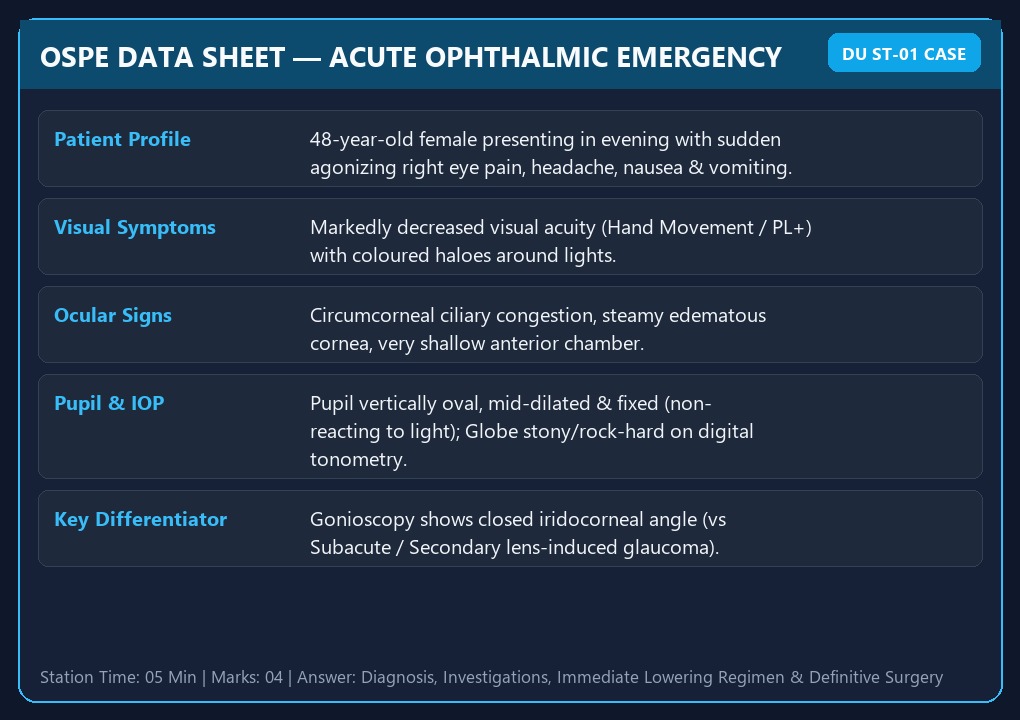 OSPE DATA SHEET — ACUTE OPHTHALMIC EMERGENCY
DU ST-01 CASE
Patient Profile
48-year-old female presenting in evening with sudden
agonizing right eye pain, headache, nausea & vomiting.
Visual Symptoms
Markedly decreased visual acuity (Hand Movement / PL+)
with coloured haloes around lights.
Ocular Signs
Circumcorneal ciliary congestion, steamy edematous
cornea, very shallow anterior chamber.
Pupil & IOP
Pupil vertically oval, mid-dilated & fixed (non-
reacting to light); Globe stony/rock-hard on digital
tonometry.
Key Differentiator
Gonioscopy shows closed iridocorneal angle (vs
Subacute / Secondary lens-induced glaucoma).
Station Time: 05 Min | Marks: 04 | Answer: Diagnosis, Investigations, Immediate Lowering Regimen & Definitive Surgery